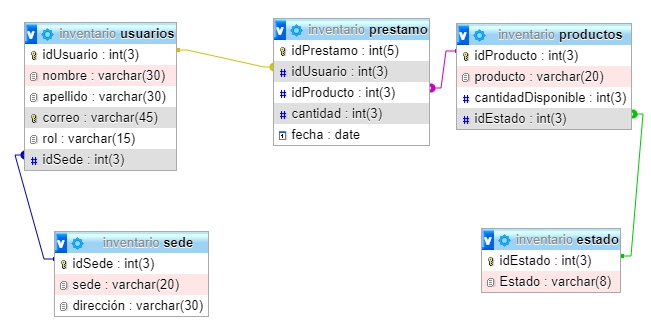 inventario usuarios
idUsuario : int(3)
nombre : varchar(30)
apellido : varchar(30)
correo : varchar(45)
rol : varchar(15)
idSede : int(3)
inventario prestamo
idPrestamo : int(5)
idUsuario : int(3)
idProducto : int(3)
cantidad : int(3)
fecha : date
inventario productos
idProducto : int(3)
producto : varchar(20)
cantidadDisponible : int(3)
idEstado : int(3)
inventario sede
idSede : int(3)
sede : varchar(20)
dirección : varchar(30)
inventario estado
idEstado : int(3)
Estado : varchar(8)